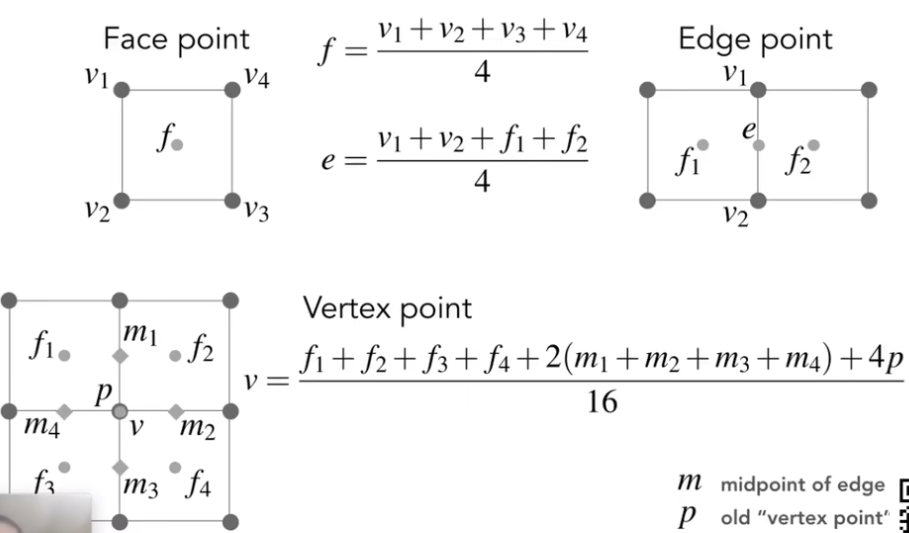 Face point
v₁ v₄
f
v₂ v₃
f = (v₁ + v₂ + v₃ + v₄) / 4
e = (v₁ + v₂ + f₁ + f₂) / 4
Edge point
v₁
e
f₁ f₂
v₂
Vertex point
v = (f₁ + f₂ + f₃ + f₄ + 2(m₁ + m₂ + m₃ + m₄) + 4p) / 16
f₁ m₁ f₂
p
m₄ v m₂
f₃ m₃ f₄
m midpoint of edge
p old “vertex point”